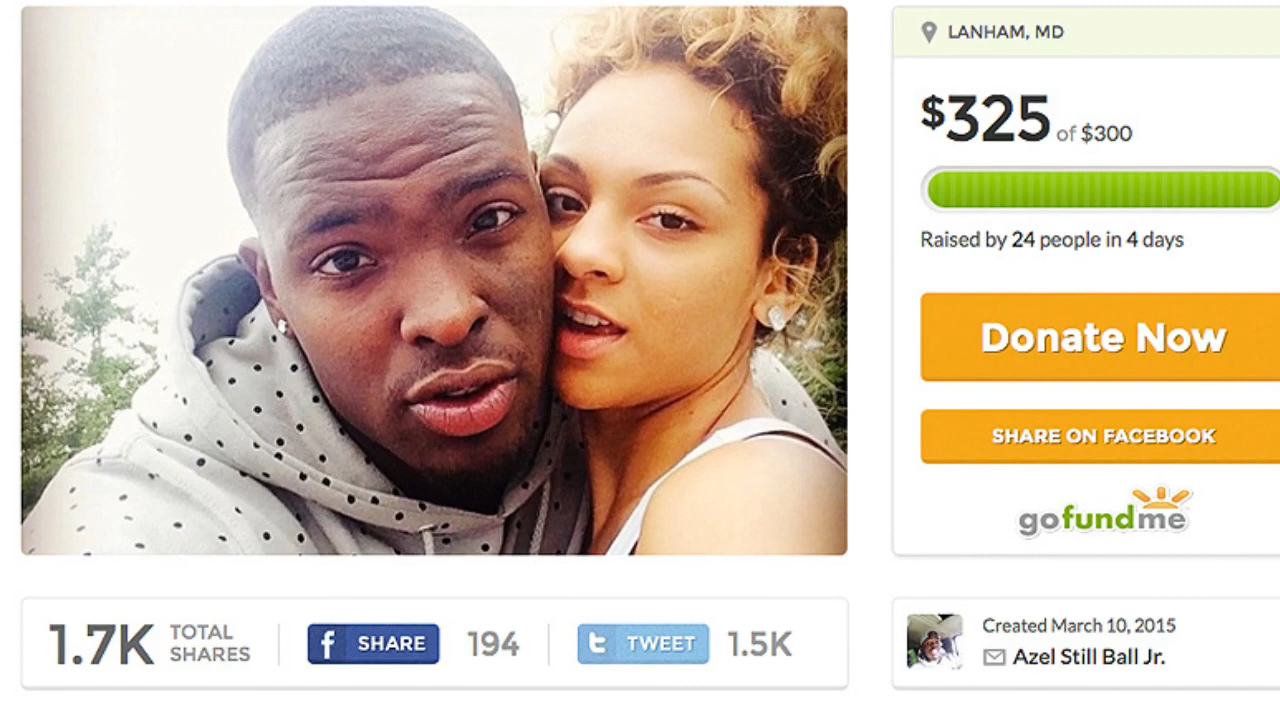 LANHAM, MD
$325 of $300
Raised by 24 people in 4 days
Donate Now
SHARE ON FACEBOOK
gofundme
1.7K TOTAL SHARES
f SHARE 194
t TWEET 1.5K
Created March 10, 2015
Azel Still Ball Jr.